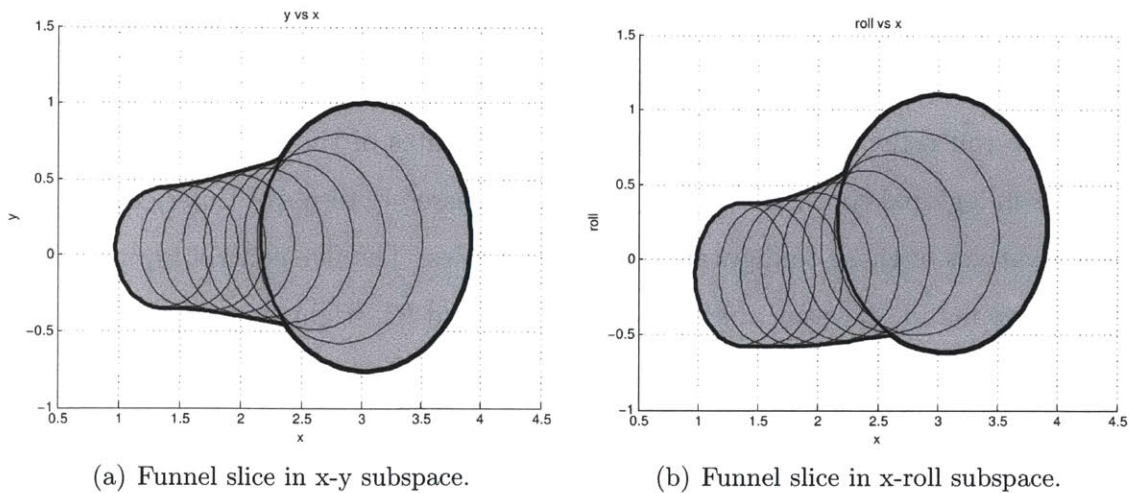 y vs x
1.5
1
0.5
0
−0.5
−1
y
0.5 1 1.5 2 2.5 3 3.5 4 4.5
x
(a) Funnel slice in x-y subspace.
roll vs x
1.5
1
0.5
0
−0.5
−1
roll
0.5 1 1.5 2 2.5 3 3.5 4 4.5
x
(b) Funnel slice in x-roll subspace.